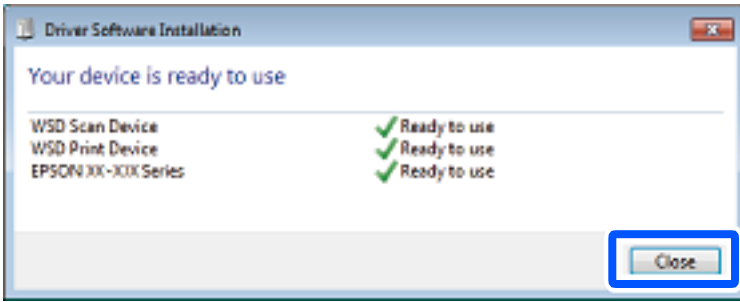 Driver Software Installation
Your device is ready to use
WSD Scan Device Ready to use
WSD Print Device Ready to use
EPSON XX-XXX Series Ready to use
Close